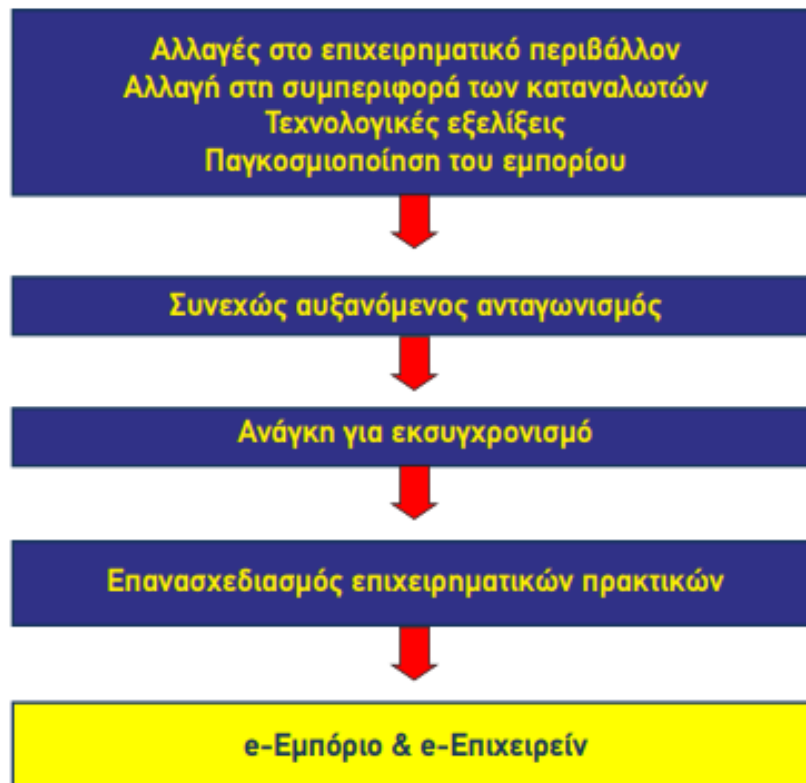 Αλλαγές στο επιχειρηματικό περιβάλλον
Αλλαγή στη συμπεριφορά των καταναλωτών
Τεχνολογικές εξελίξεις
Παγκοσμιοποίηση του εμπορίου
Συνεχώς αυξανόμενος ανταγωνισμός
Ανάγκη για εκσυγχρονισμό
Επανασχεδιασμός επιχειρηματικών πρακτικών
e-Εμπόριο & e-Επιχειρείν